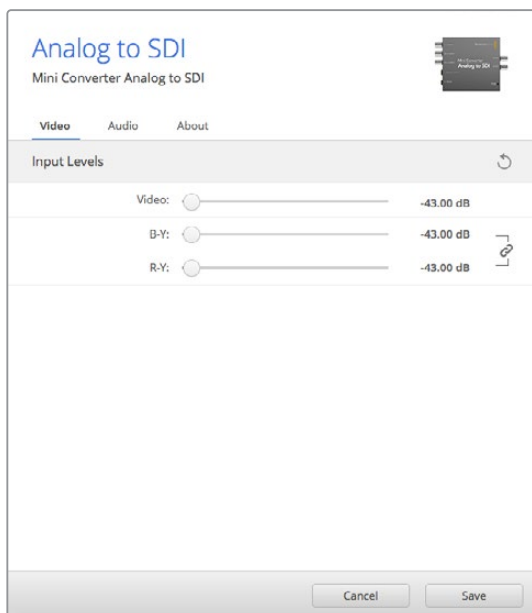 Analog to SDI
Mini Converter Analog to SDI
Video Audio About
Input Levels
Video: -43.00 dB
B-Y: -43.00 dB
R-Y: -43.00 dB
Cancel Save